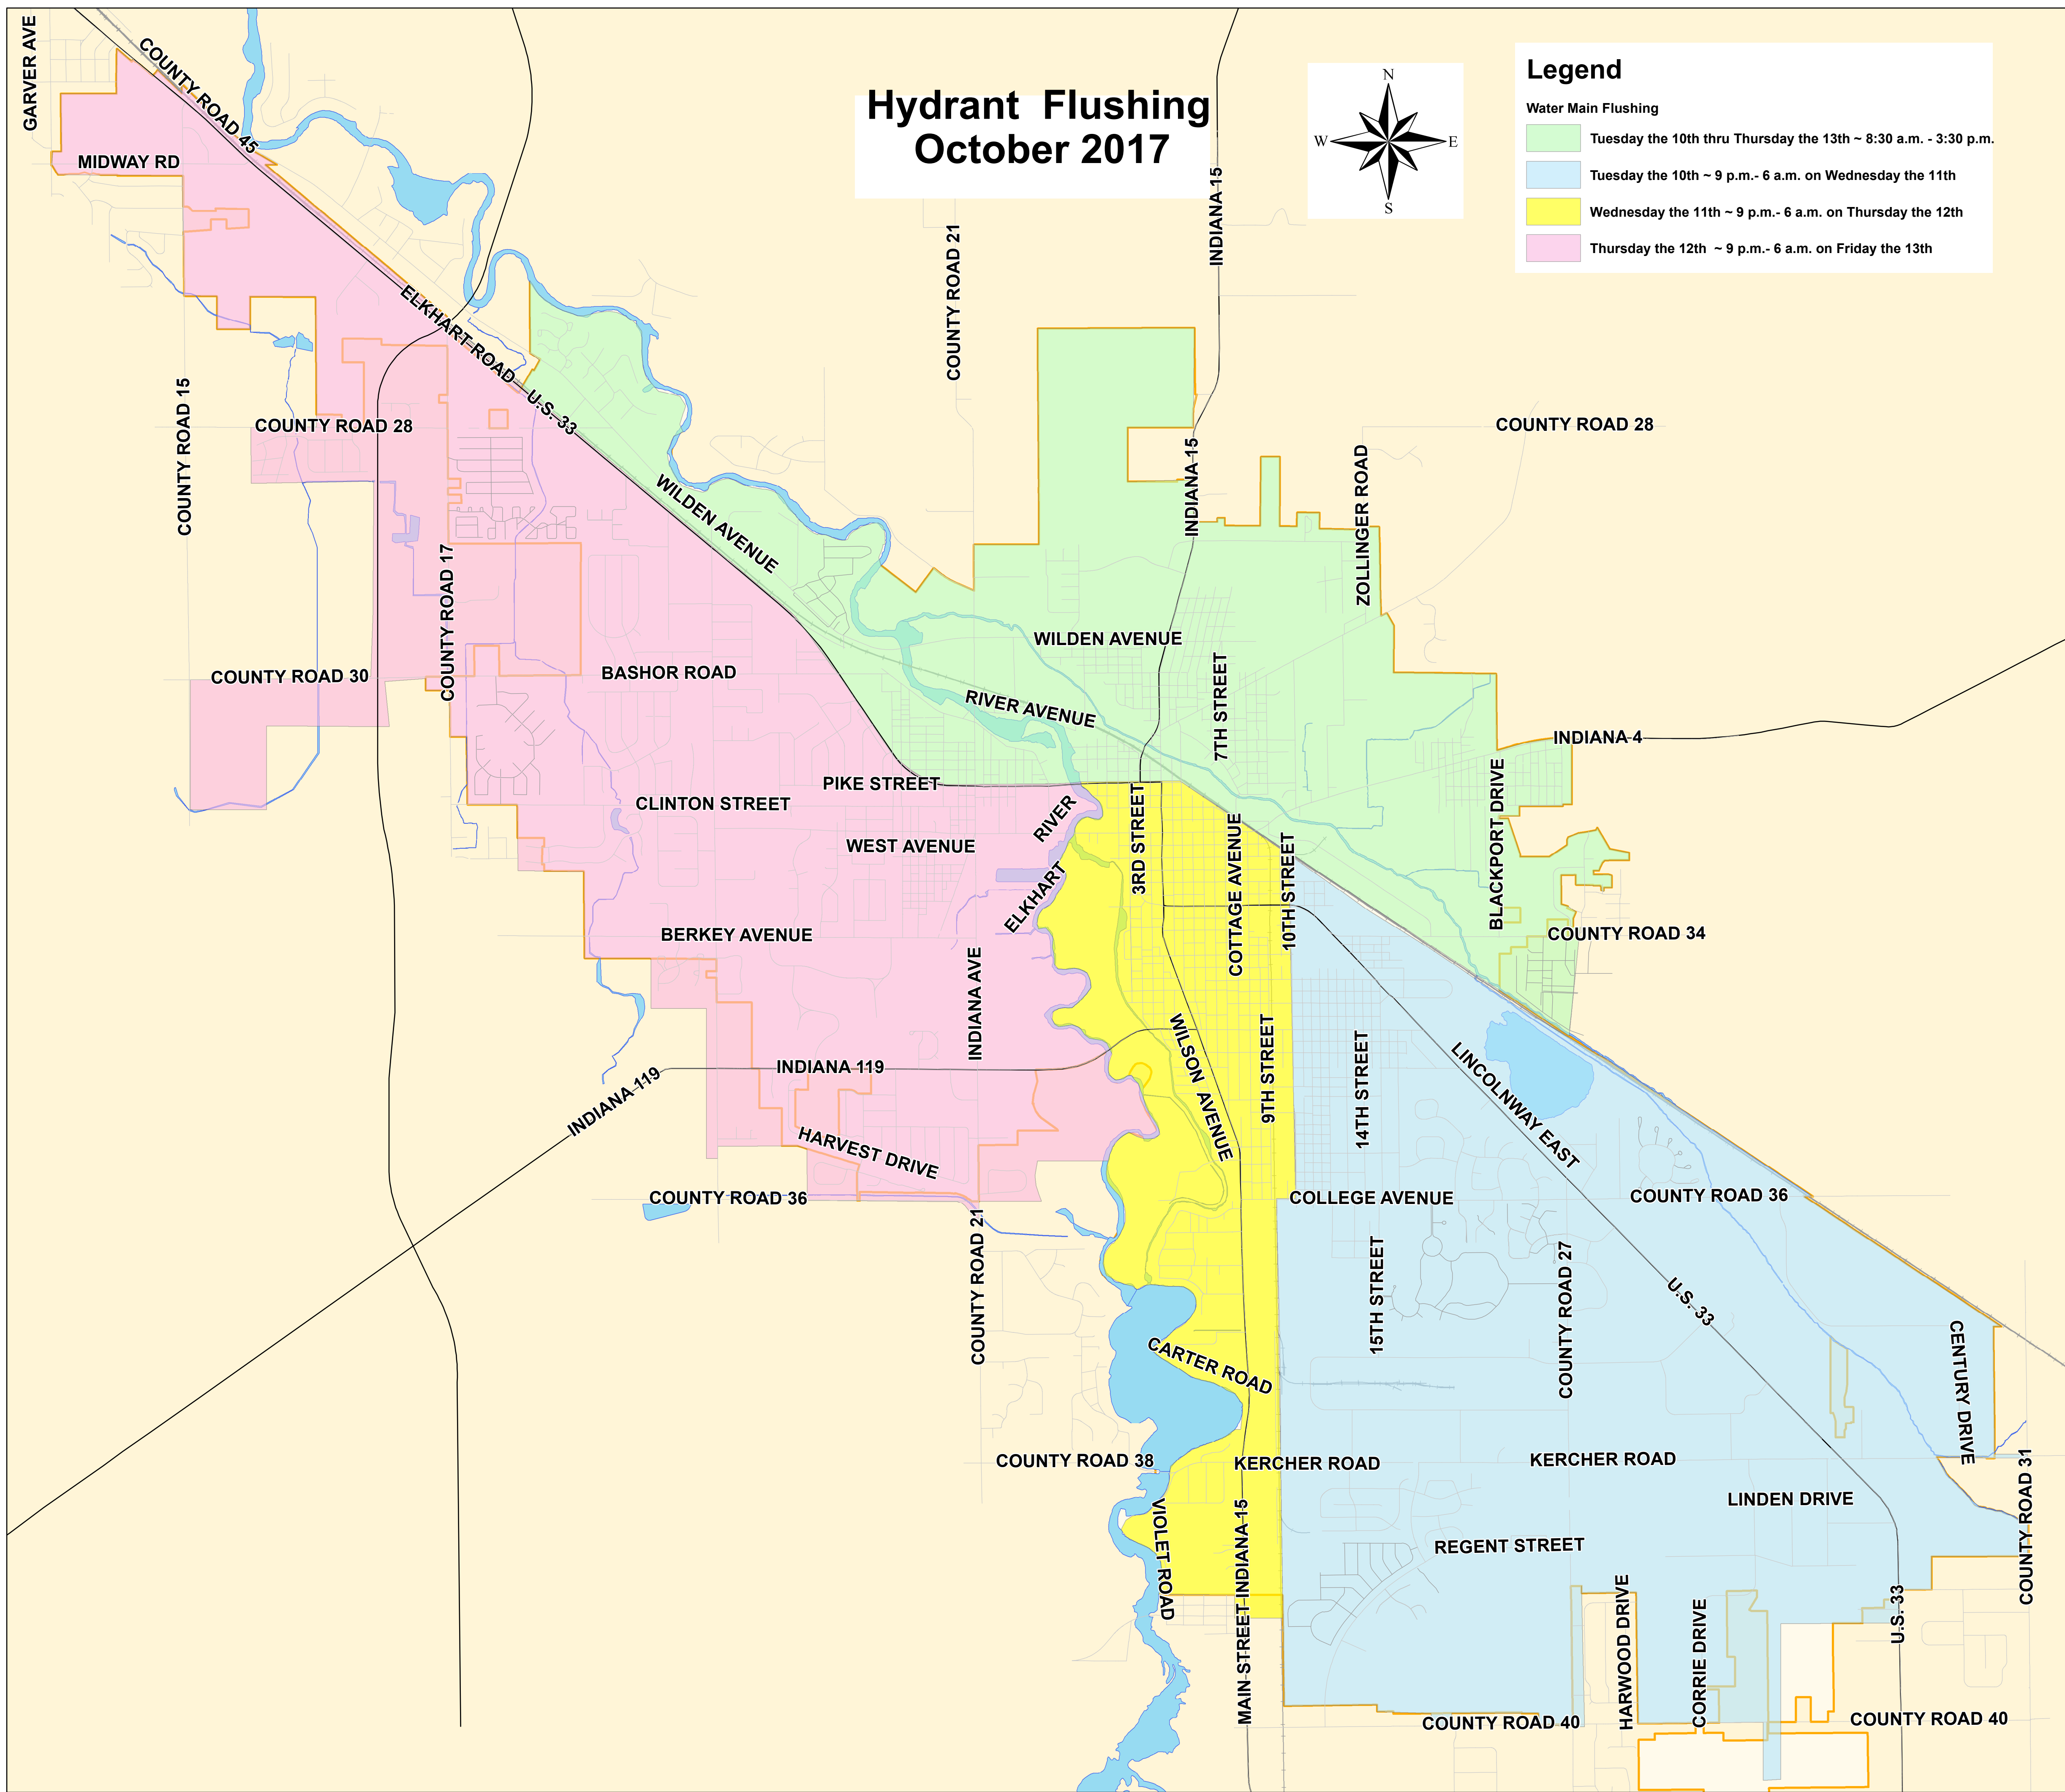 Hydrant Flushing
October 2017
N
W
E
S
Legend
Water Main Flushing
Tuesday the 10th thru Thursday the 13th ~ 8:30 a.m. - 3:30 p.m.
Tuesday the 10th ~ 9 p.m.- 6 a.m. on Wednesday the 11th
Wednesday the 11th ~ 9 p.m.- 6 a.m. on Thursday the 12th
Thursday the 12th ~ 9 p.m.- 6 a.m. on Friday the 13th
GARVER AVE
COUNTY ROAD 45
MIDWAY RD
INDIANA 15
COUNTY ROAD 21
ELKHART ROAD
U.S. 33
COUNTY ROAD 15
COUNTY ROAD 28
COUNTY ROAD 28
INDIANA 15
ZOLLINGER ROAD
WILDEN AVENUE
COUNTY ROAD 17
WILDEN AVENUE
COUNTY ROAD 30
BASHOR ROAD
RIVER AVENUE
7TH STREET
INDIANA 4
PIKE STREET
CLINTON STREET
WEST AVENUE
ELKHART RIVER
3RD STREET
COTTAGE AVENUE
10TH STREET
BLACKPORT DRIVE
COUNTY ROAD 34
BERKEY AVENUE
INDIANA AVE
INDIANA 119
INDIANA 119
WILSON AVENUE
9TH STREET
14TH STREET
LINCOLNWAY EAST
HARVEST DRIVE
COUNTY ROAD 36
COLLEGE AVENUE
COUNTY ROAD 36
COUNTY ROAD 21
15TH STREET
COUNTY ROAD 27
U.S. 33
CARTER ROAD
CENTURY DRIVE
COUNTY ROAD 38
KERCHER ROAD
KERCHER ROAD
LINDEN DRIVE
COUNTY ROAD 31
VIOLET ROAD
MAIN STREET INDIANA 15
REGENT STREET
HARWOOD DRIVE
CORRIE DRIVE
U.S. 33
COUNTY ROAD 40
COUNTY ROAD 40